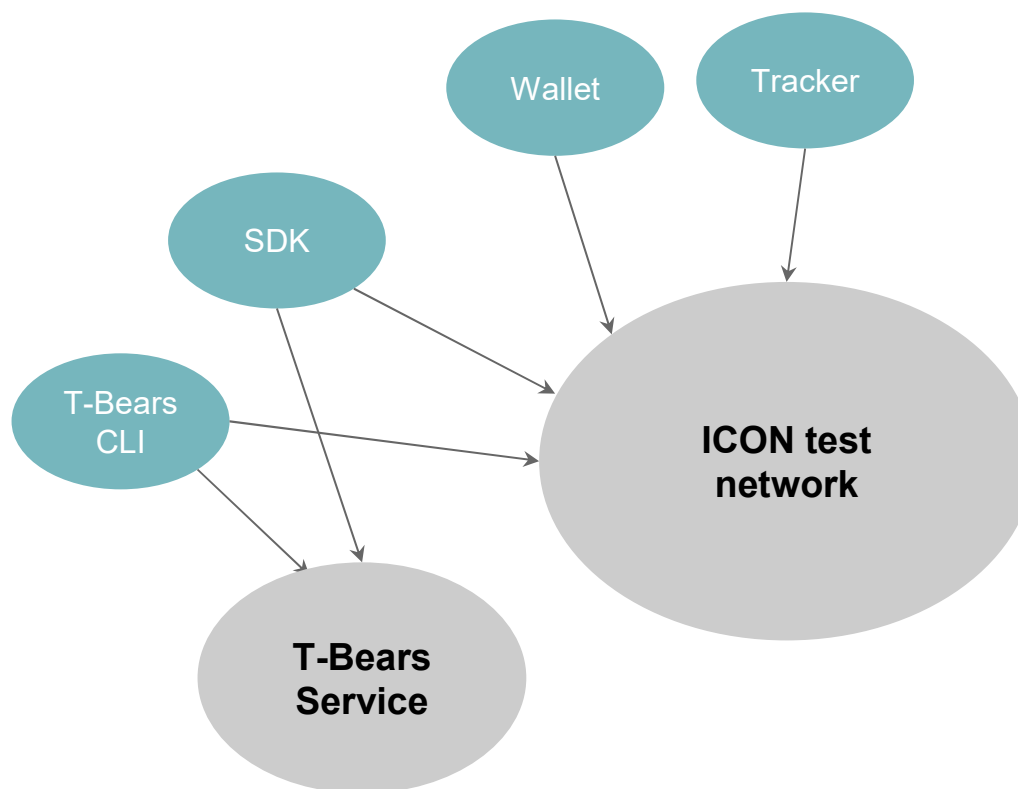 Wallet
Tracker
SDK
T-Bears
CLI
ICON test
network
T-Bears
Service